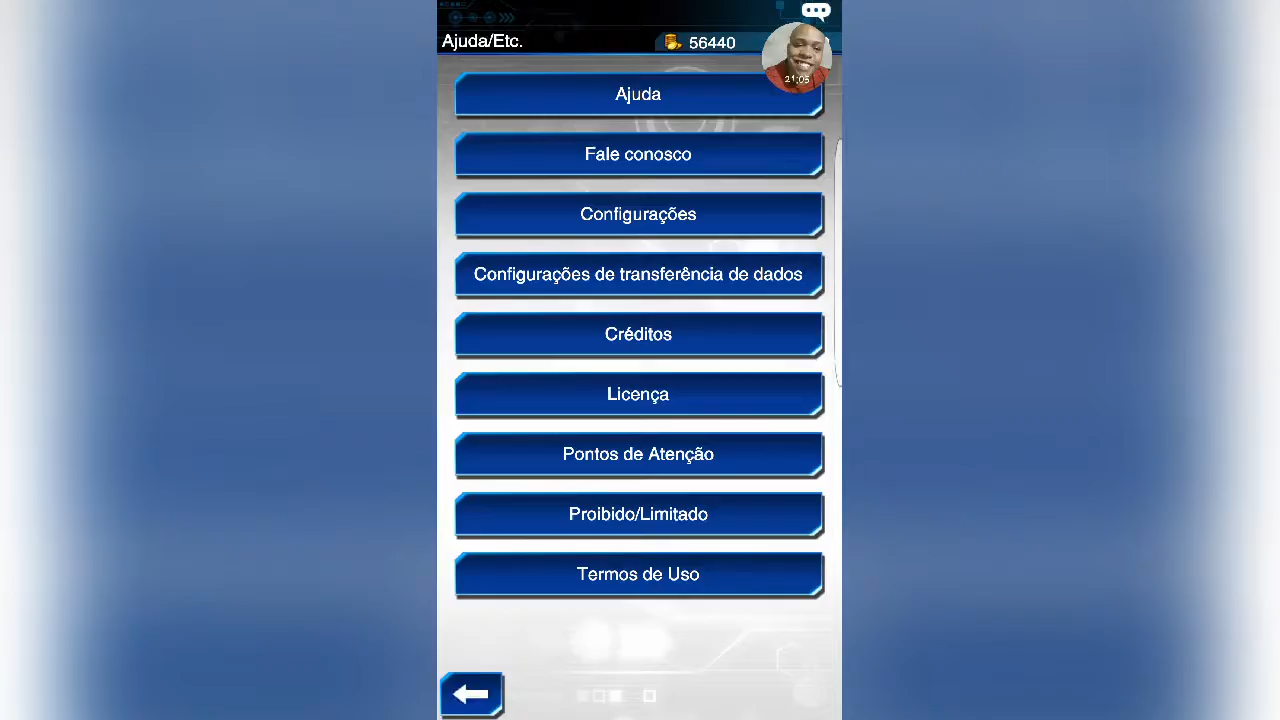 Ajuda/Etc.
56440
21:05
Ajuda
Fale conosco
Configurações
Configurações de transferência de dados
Créditos
Licença
Pontos de Atenção
Proibido/Limitado
Termos de Uso